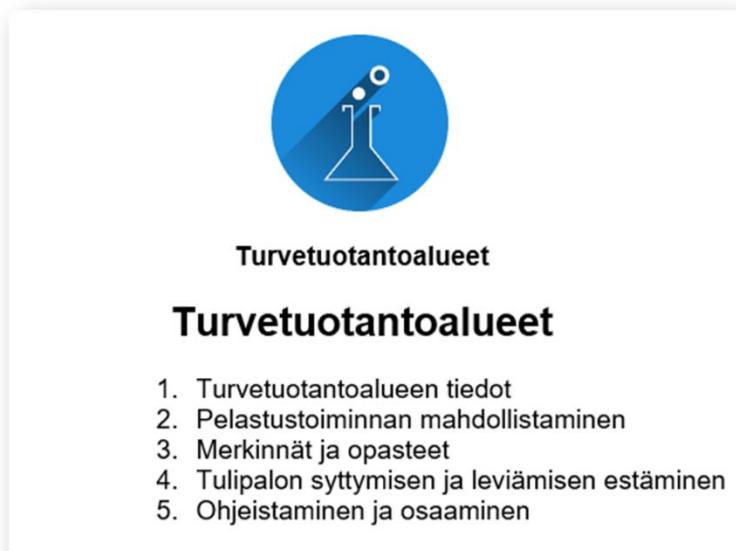 Turvetuotantoalueet
Turvetuotantoalueet
1. Turvetuotantoalueen tiedot
2. Pelastustoiminnan mahdollistaminen
3. Merkinnät ja opasteet
4. Tulipalon syttymisen ja leviämisen estäminen
5. Ohjeistaminen ja osaaminen